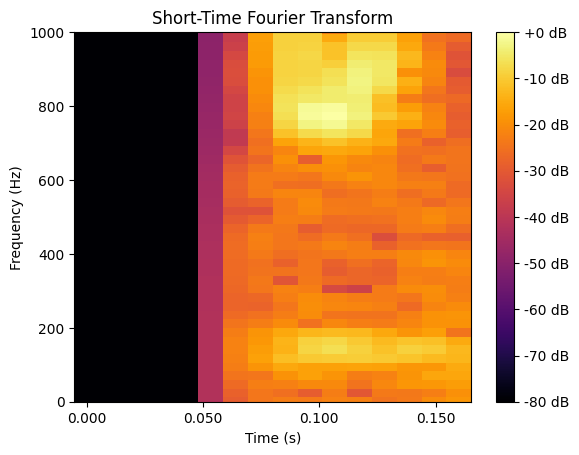 Short-Time Fourier Transform
1000
800
600
400
200
0
Frequency (Hz)
0.000
0.050
0.100
0.150
Time (s)
+0 dB
-10 dB
-20 dB
-30 dB
-40 dB
-50 dB
-60 dB
-70 dB
-80 dB